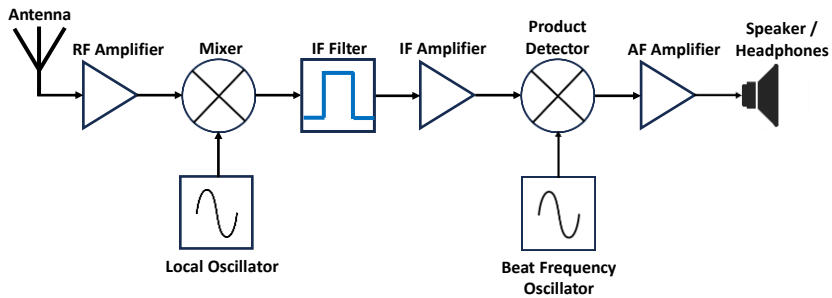 Antenna
RF Amplifier
Mixer
IF Filter
IF Amplifier
Product
Detector
AF Amplifier
Speaker /
Headphones
Local Oscillator
Beat Frequency
Oscillator